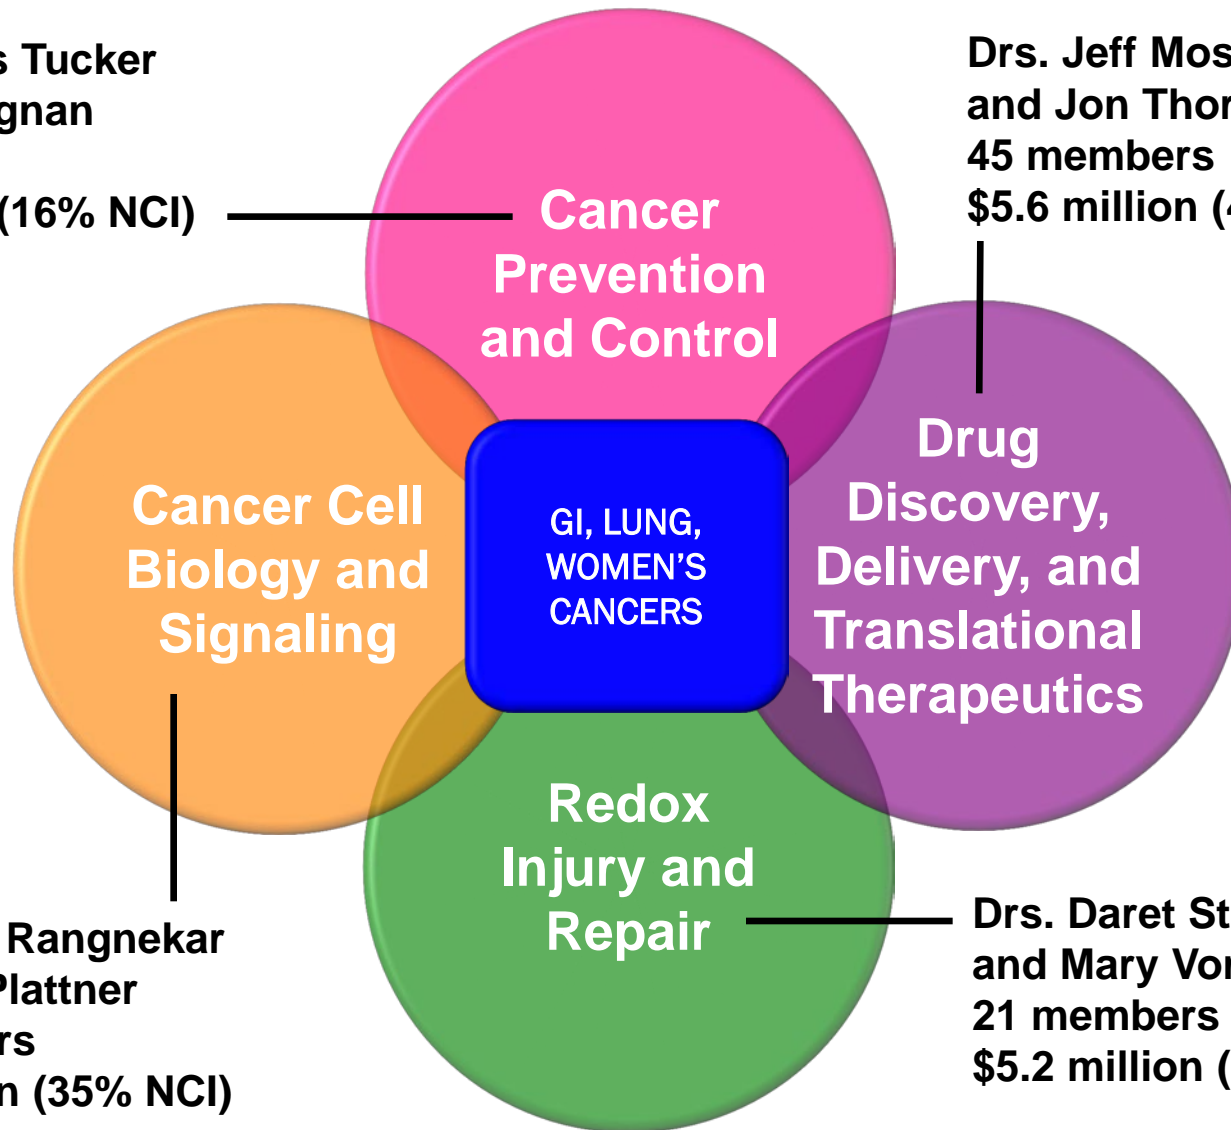 s Tucker
gnan
(16% NCI)
Drs. Jeff Mos
and Jon Thor
45 members
$5.6 million (4
Cancer
Prevention
and Control
Cancer Cell
Biology and
Signaling
GI, LUNG,
WOMEN'S
CANCERS
Drug
Discovery,
Delivery, and
Translational
Therapeutics
Redox
Injury and
Repair
Rangnekar
Plattner
rs
n (35% NCI)
Drs. Daret St
and Mary Vor
21 members
$5.2 million (